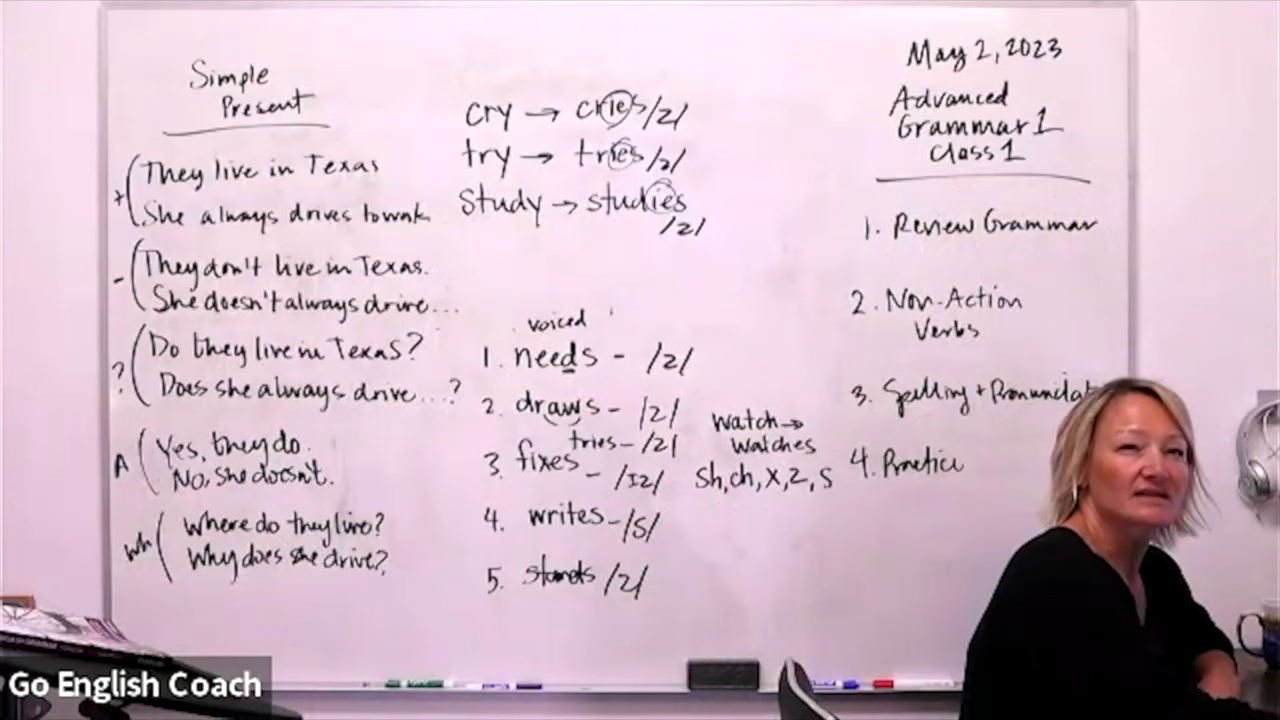 Simple
Present
+ They live in Texas
She always drives to work
- They don't live in Texas.
She doesn't always drive...
? Do they live in Texas?
Does she always drive...?
A Yes, they do.
No, she doesn't.
Wh Where do they live?
Why does she drive?
cry → cries /z/
try → tries /z/
study → studies
/z/
voiced
1. needs - /z/
2. draws - /z/
tries - /z/
3. fixes - /Iz/
4. writes - /s/
5. /z/
watch →
watches
sh, ch, x, z, s
May 2, 2023
Advanced
Grammar 1
Class 1
1. Review Grammar
2. Non-Action
Verbs
3. Spelling +
4. Practice
Go English Coach